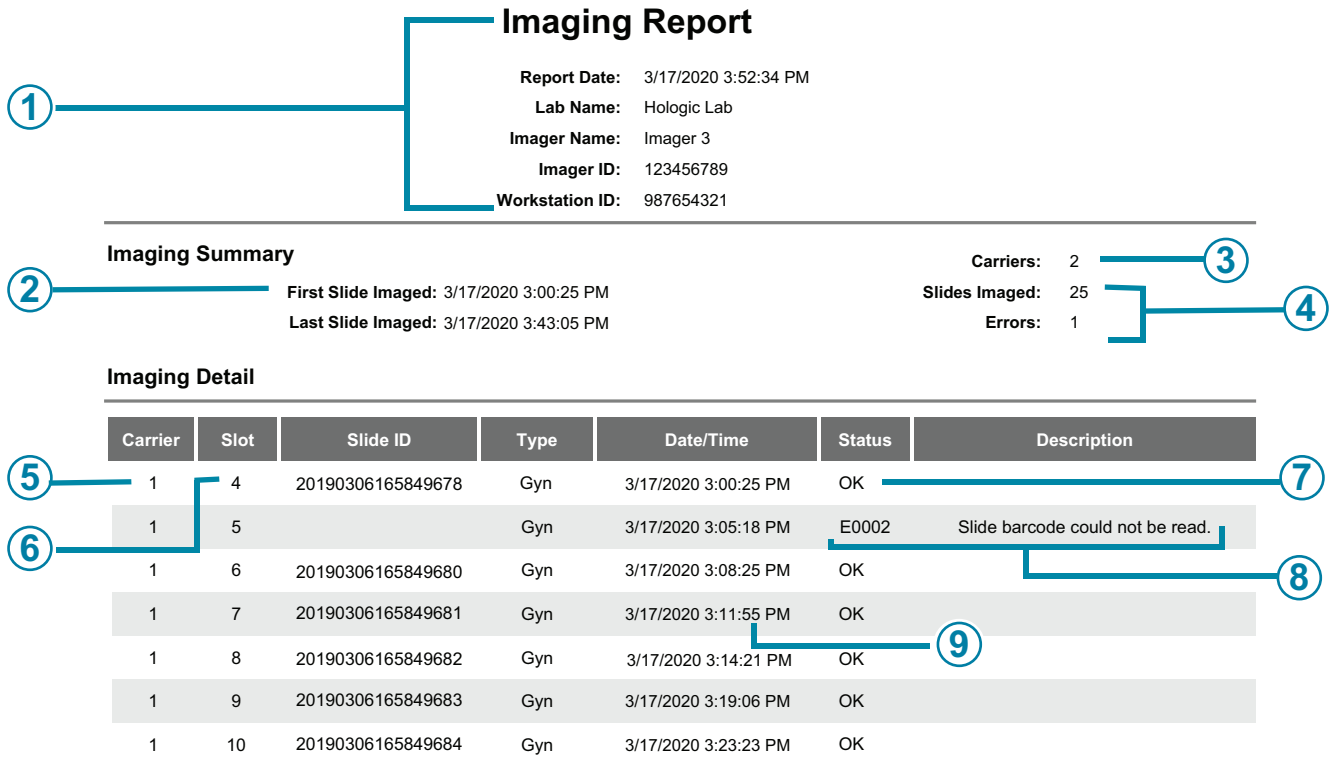 Imaging Report
1
Report Date: 3/17/2020 3:52:34 PM
Lab Name: Hologic Lab
Imager Name: Imager 3
Imager ID: 123456789
Workstation ID: 987654321
Imaging Summary
Carriers: 2 3
2 First Slide Imaged: 3/17/2020 3:00:25 PM Slides Imaged: 25
4
Last Slide Imaged: 3/17/2020 3:43:05 PM Errors: 1
Imaging Detail
Carrier Slot Slide ID Type Date/Time Status Description
5 1 4 20190306165849678 Gyn 3/17/2020 3:00:25 PM OK 7
1 5 Gyn 3/17/2020 3:05:18 PM E0002 Slide barcode could not be read.
6
1 6 20190306165849680 Gyn 3/17/2020 3:08:25 PM OK
8
1 7 20190306165849681 Gyn 3/17/2020 3:11:55 PM OK
9
1 8 20190306165849682 Gyn 3/17/2020 3:14:21 PM OK
1 9 20190306165849683 Gyn 3/17/2020 3:19:06 PM OK
1 10 20190306165849684 Gyn 3/17/2020 3:23:23 PM OK